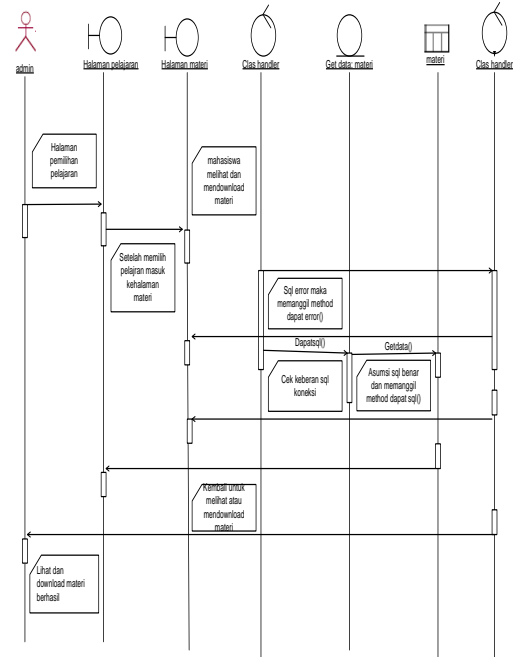 admin
Halaman pelajaran
Halaman materi
Clas handler
Get data: materi
materi
Clas handler
Halaman
pemilihan
pelajaran
mahasiswa
melihat dan
mendownload
materi
Setelah memilih
pelajran masuk
kehalaman
materi
Sql error maka
memanggil method
dapat error()
Dapatsql()
Getdata()
Cek keberan sql
koneksi
Asumsi sql benar
dan memanggil
method dapat sql()
Kembali untuk
melihat atau
mendownload
materi
Lihat dan
download materi
berhasil